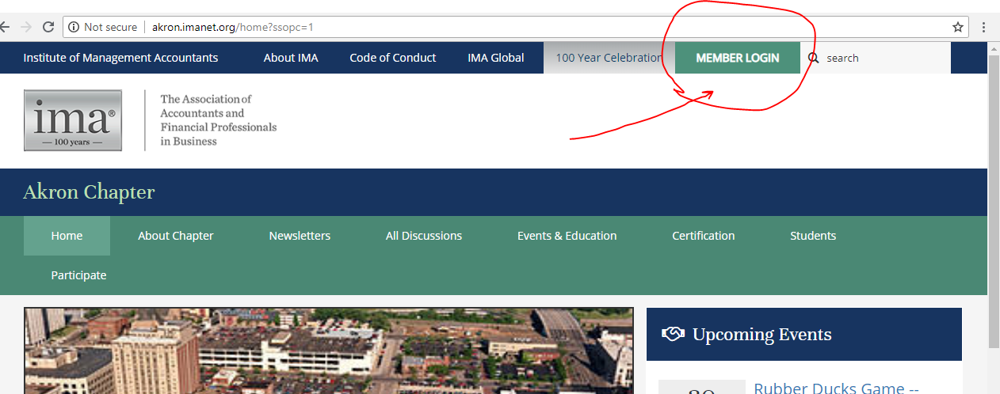 Not secure | akron.imanet.org/home?ssopc=1
Institute of Management Accountants About IMA Code of Conduct IMA Global 100 Year Celebration MEMBER LOGIN search
ima®
100 years
The Association of
Accountants and
Financial Professionals
in Business
Akron Chapter
Home About Chapter Newsletters All Discussions Events & Education Certification Students
Participate
Upcoming Events
Rubber Ducks Game --